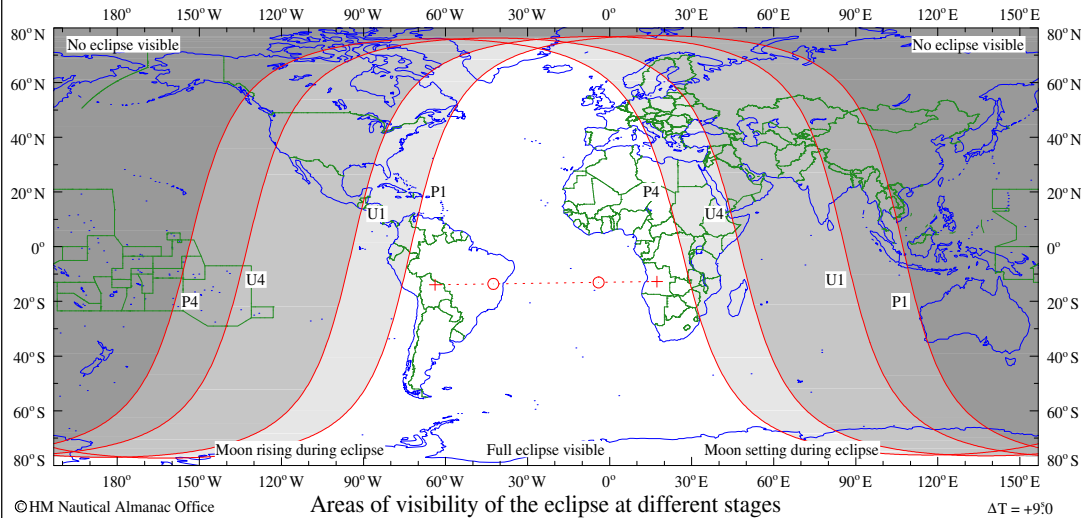 180° 150°W 120°W 90°W 60°W 30°W 0° 30°E 60°E 90°E 120°E 150°E
80°N No eclipse visible No eclipse visible 80°N
60°N 60°N
40°N 40°N
20°N P1 P4 20°N
U1 U4
0° 0°
U4 U1
20°S P4 P1 20°S
40°S 40°S
60°S 60°S
Moon rising during eclipse Full eclipse visible Moon setting during eclipse
80°S 80°S
180° 150°W 120°W 90°W 60°W 30°W 0° 30°E 60°E 90°E 120°E 150°E
©HM Nautical Almanac Office Areas of visibility of the eclipse at different stages ΔT = +9ˢ.0